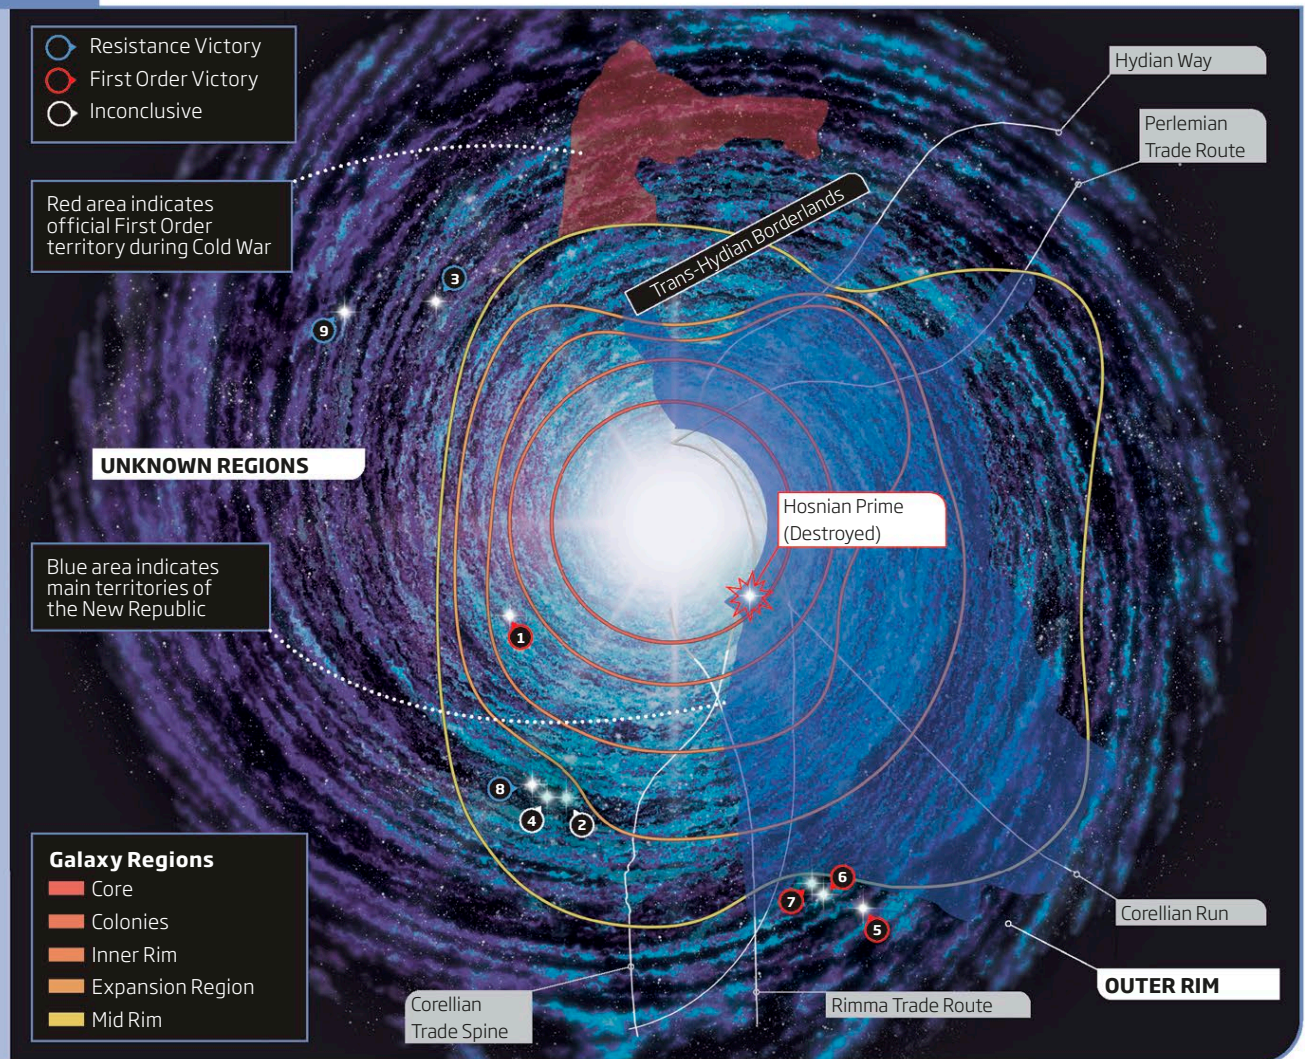 Resistance Victory
First Order Victory
Inconclusive
Red area indicates
official First Order
territory during Cold War
Hydian Way
Perlemian
Trade Route
Trans-Hydian Borderlands
3
9
UNKNOWN REGIONS
Hosnian Prime
(Destroyed)
Blue area indicates
main territories of
the New Republic
1
8
4
2
6
7
5
Galaxy Regions
Core
Colonies
Inner Rim
Expansion Region
Mid Rim
Corellian
Trade Spine
Rimma Trade Route
Corellian Run
OUTER RIM